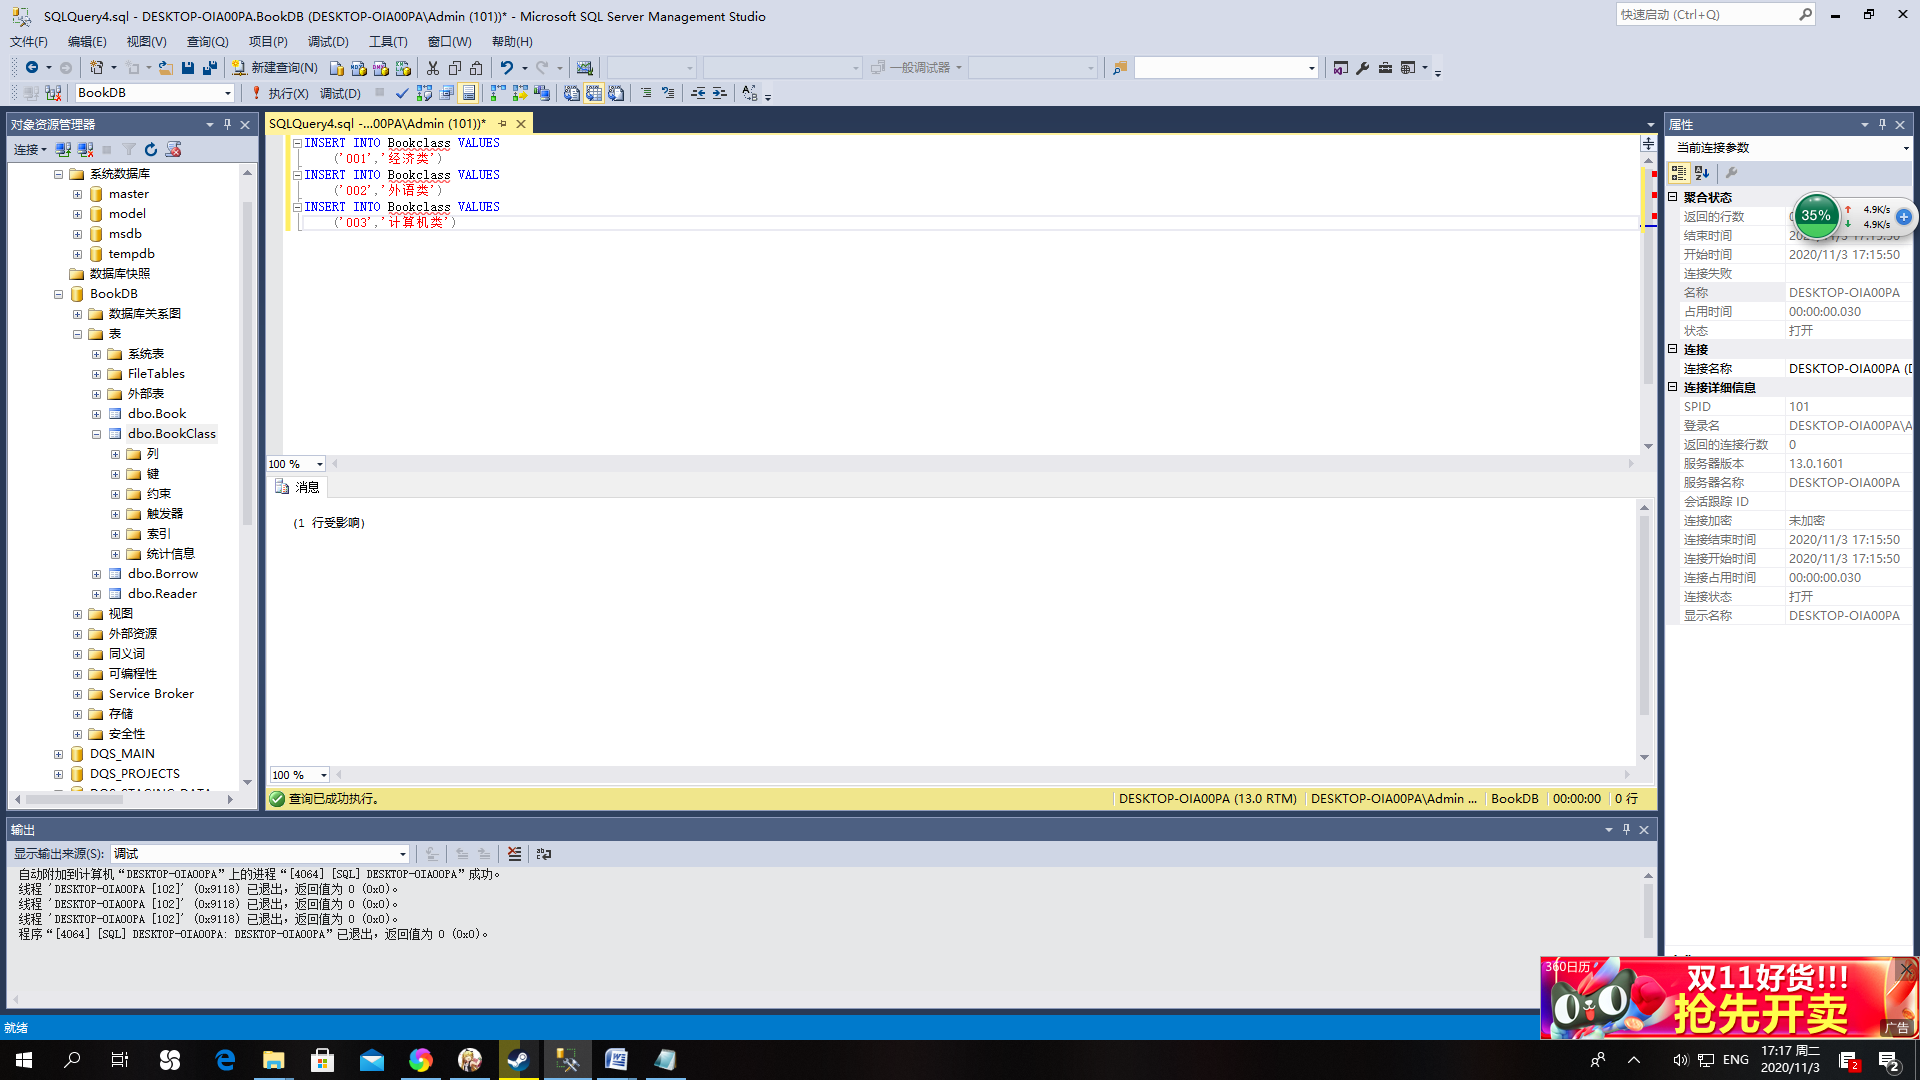 SQLQuery4.sql - DESKTOP-OIA00PA.BookDB (DESKTOP-OIA00PA\Admin (101))* - Microsoft SQL Server Management Studio
快速启动 (Ctrl+Q)
文件(F) 编辑(E) 视图(V) 查询(Q) 项目(P) 调试(D) 工具(T) 窗口(W) 帮助(H)
新建查询(N)
一般调试器
BookDB
执行(X) 调试(D)
对象资源管理器
连接
系统数据库
master
model
msdb
tempdb
数据库快照
BookDB
数据库关系图
表
系统表
FileTables
外部表
dbo.Book
dbo.BookClass
列
键
约束
触发器
索引
统计信息
dbo.Borrow
dbo.Reader
视图
外部资源
同义词
可编程性
Service Broker
存储
安全性
DQS_MAIN
DQS_PROJECTS
DQS_STAGING_DATA
SQLQuery4.sql -...00PA\Admin (101))*
INSERT INTO Bookclass VALUES
('001','经济类')
INSERT INTO Bookclass VALUES
('002','外语类')
INSERT INTO Bookclass VALUES
('003','计算机类')
100 %
消息
(1 行受影响)
100 %
查询已成功执行。
DESKTOP-OIA00PA (13.0 RTM) DESKTOP-OIA00PA\Admin ... BookDB 00:00:00 0 行
属性
当前连接参数
聚合状态
返回的行数 0
结束时间 2020/11/3 17:15:50
开始时间 2020/11/3 17:15:50
连接失败
名称 DESKTOP-OIA00PA
占用时间 00:00:00.030
状态 打开
连接
连接名称 DESKTOP-OIA00PA (D
连接详细信息
SPID 101
登录名 DESKTOP-OIA00PA\A
返回的连接行数 0
服务器版本 13.0.1601
服务器名称 DESKTOP-OIA00PA
会话跟踪 ID
连接加密 未加密
连接结束时间 2020/11/3 17:15:50
连接开始时间 2020/11/3 17:15:50
连接占用时间 00:00:00.030
连接状态 打开
显示名称 DESKTOP-OIA00PA
35%
4.9K/s
4.9K/s
输出
显示输出来源(S): 调试
自动附加到计算机“DESKTOP-OIA00PA”上的进程“[4064] [SQL] DESKTOP-OIA00PA”成功。
线程 'DESKTOP-OIA00PA [102]' (0x9118) 已退出，返回值为 0 (0x0)。
线程 'DESKTOP-OIA00PA [102]' (0x9118) 已退出，返回值为 0 (0x0)。
线程 'DESKTOP-OIA00PA [102]' (0x9118) 已退出，返回值为 0 (0x0)。
程序“[4064] [SQL] DESKTOP-OIA00PA: DESKTOP-OIA00PA”已退出，返回值为 0 (0x0)。
360日历
双11好货!!!
抢先开卖
广告
就绪
ENG
17:17 周二
2020/11/3
2
2